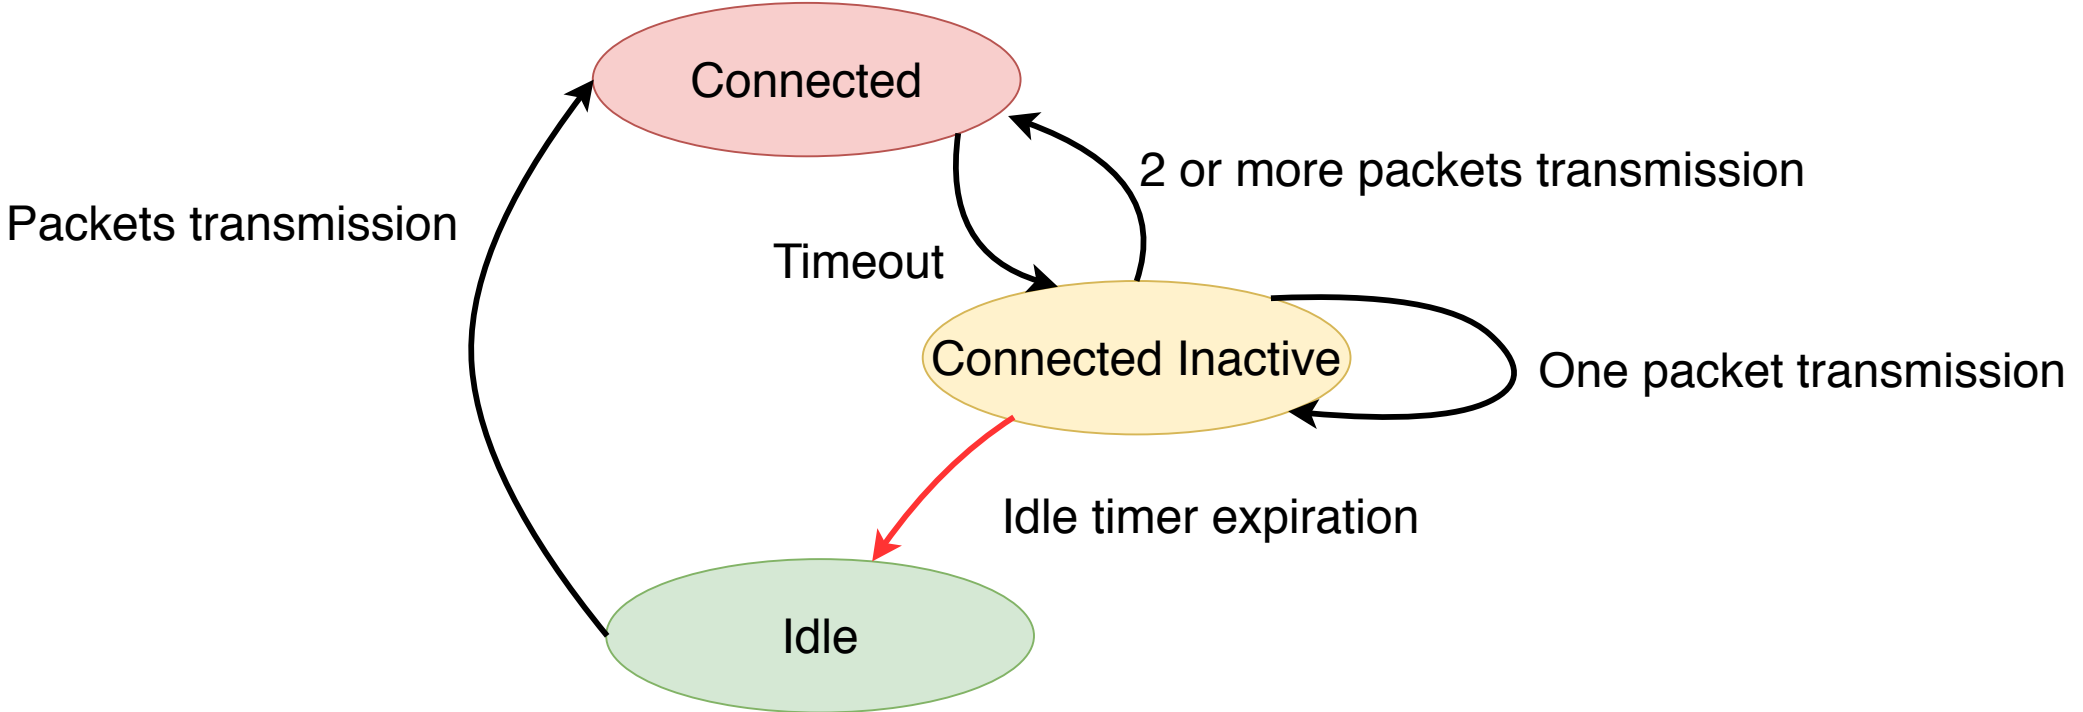 Connected
2 or more packets transmission
Packets transmission
Timeout
Connected Inactive
One packet transmission
Idle timer expiration
Idle